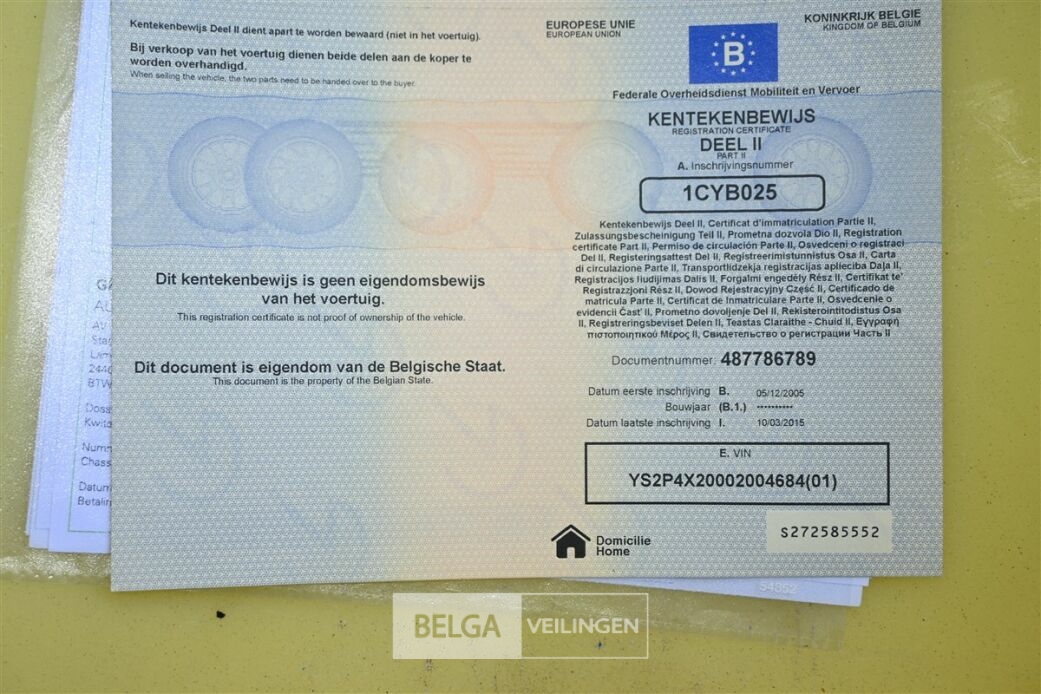 Kentekenbewijs Deel II dient apart te worden bewaard (niet in het voertuig).
Bij verkoop van het voertuig dienen beide delen aan de koper te
worden overhandigd.
When selling the vehicle, the two parts need to be handed over to the buyer.
Dit kentekenbewijs is geen eigendomsbewijs
van het voertuig.
This registration certificate is not proof of ownership of the vehicle.
Dit document is eigendom van de Belgische Staat.
This document is the property of the Belgian State.
EUROPESE UNIE
EUROPEAN UNION
B
KONINKRIJK BELGIE
KINGDOM OF BELGIUM
Federale Overheidsdienst Mobiliteit en Vervoer
KENTEKENBEWIJS
REGISTRATION CERTIFICATE
DEEL II
PART II
A. Inschrijvingsnummer
1CYB025
Kentekenbewijs Deel II, Certificat d'immatriculation Partie II,
Zulassungsbescheinigung Teil II, Prometna dozvola Dio II, Registration
certificate Part II, Permiso de circulación Parte II, Osvedceni o registraci
Del II, Registeringsattest Del II, Registreerimistunnistus Osa II, Carta
di circolazione Parte II, Transportlidzekja registracijas aplieciba Daļa II,
Registracijos liudijimas Dalis II, Forgalmi engedély Rész II, Certifikat te'
Registrazzjoni Resz II, Dowod Rejestracyjny Część II, Certificado de
matricula Parte II, Certificat de Inmatriculare Parte II, Osvedcenie o
evidencii Časť II, Prometno dovoljenje Del II, Rekisterointitodistus Osa
II, Registreringsbeviset Delen II, Teastas Claraithe - Chuid II, Εγγραφή
πιστοποιητικού Μέρος II, Свидетельство о регистрации Часть II
Documentnummer: 487786789
Datum eerste inschrijving B. 05/12/2005
Bouwjaar (B.1.) **********
Datum laatste inschrijving I. 10/03/2015
E. VIN
YS2P4X20002004684(01)
Domicilie
Home
S272585552
Doss
Chass
Datum
BELGA VEILINGEN